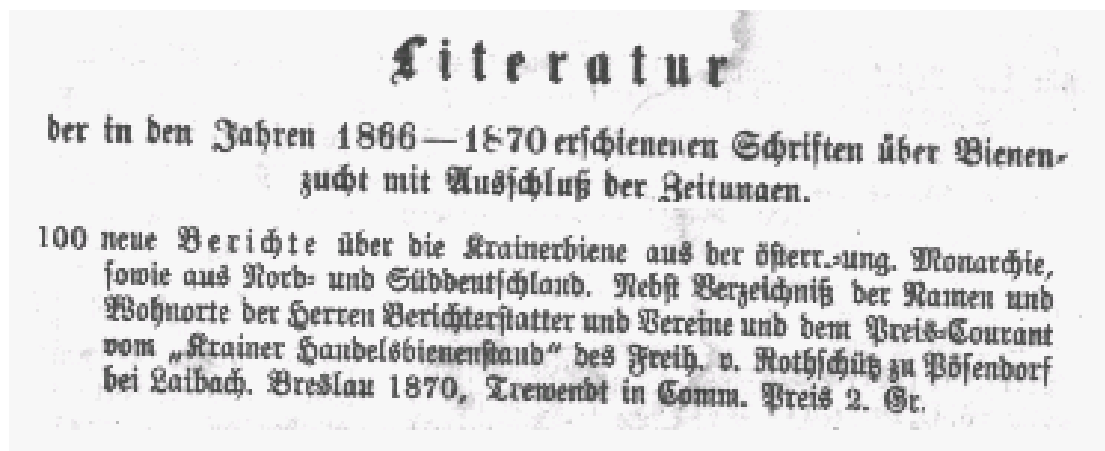 Literatur
der in den Jahren 1866—1870 erschienenen Schriften über Bienen-
zucht mit Ausschluß der Zeitungen.
100 neue Berichte über die Krainerbiene aus der österr.-ung. Monarchie,
sowie aus Nord- und Süddeutschland. Nebst Verzeichniß der Namen und
Wohnorte der Herren Berichterstatter und Vereine und dem Preis-Courant
vom „Krainer Handelsbienenstand“ des Freih. v. Rothschütz zu Pösendorf
bei Laibach. Breslau 1870, Trewendt in Comm. Preis 2. Gr.